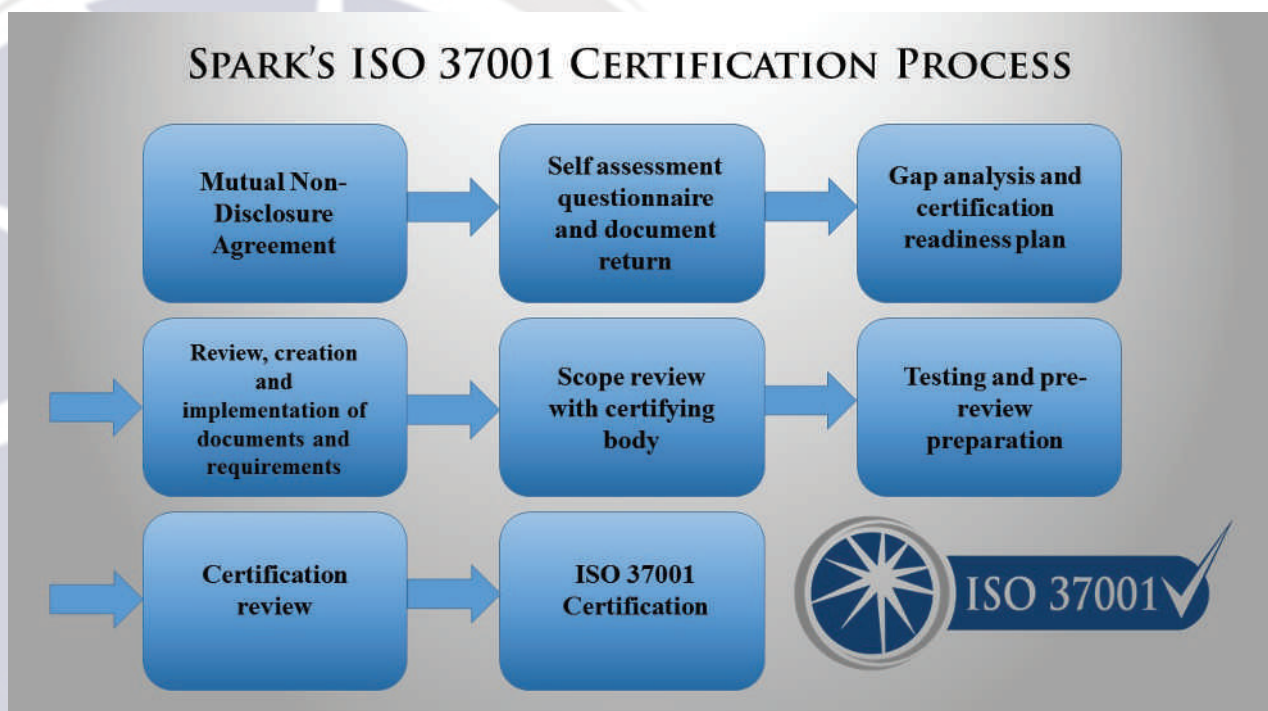 SPARK'S ISO 37001 CERTIFICATION PROCESS
Mutual Non-
Disclosure
Agreement
Self assessment
questionnaire
and document
return
Gap analysis and
certification
readiness plan
Review, creation
and
implementation of
documents and
requirements
Scope review
with certifying
body
Testing and pre-
review
preparation
Certification
review
ISO 37001
Certification
ISO 37001